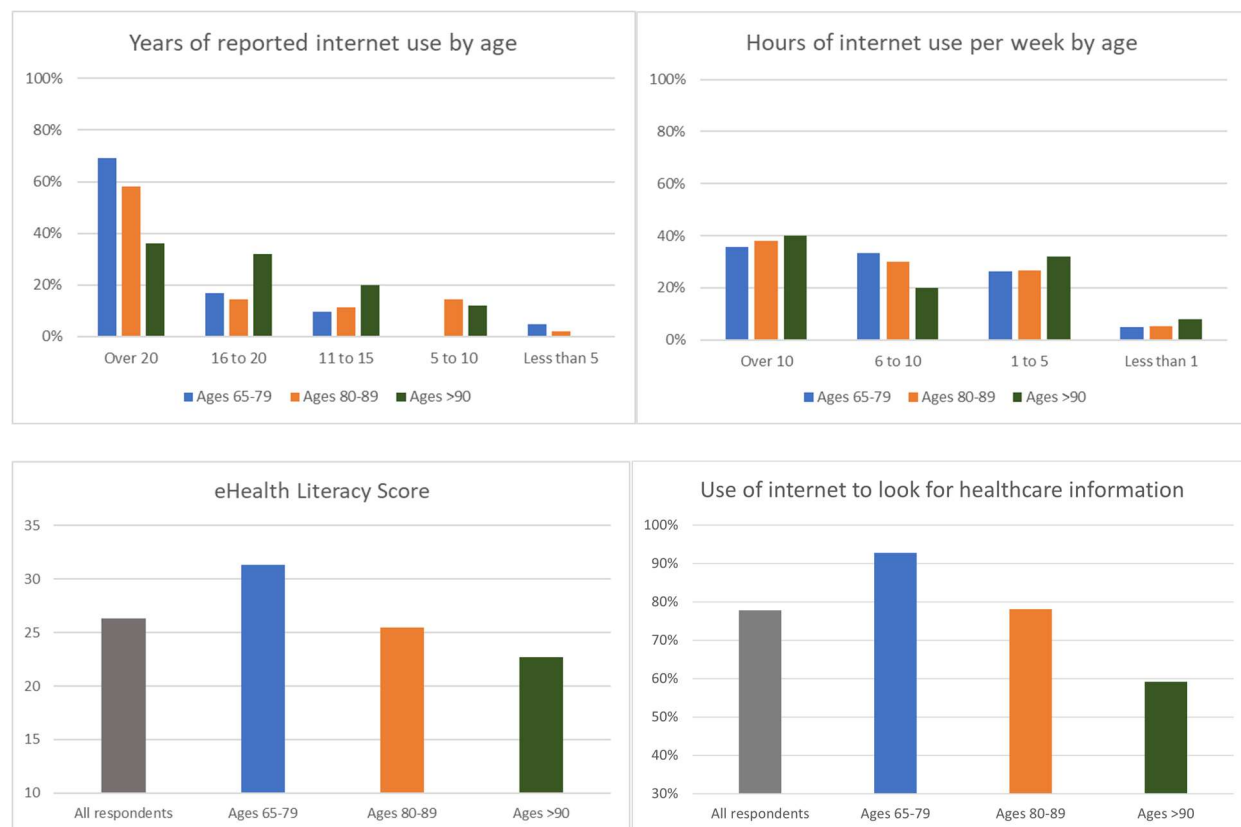 Years of reported internet use by age
100%
80%
60%
40%
20%
0%
Over 20 16 to 20 11 to 15 5 to 10 Less than 5
Ages 65-79 Ages 80-89 Ages >90
Hours of internet use per week by age
100%
80%
60%
40%
20%
0%
Over 10 6 to 10 1 to 5 Less than 1
Ages 65-79 Ages 80-89 Ages >90
eHealth Literacy Score
35
30
25
20
15
10
All respondents Ages 65-79 Ages 80-89 Ages >90
Use of internet to look for healthcare information
100%
90%
80%
70%
60%
50%
40%
30%
All respondents Ages 65-79 Ages 80-89 Ages >90